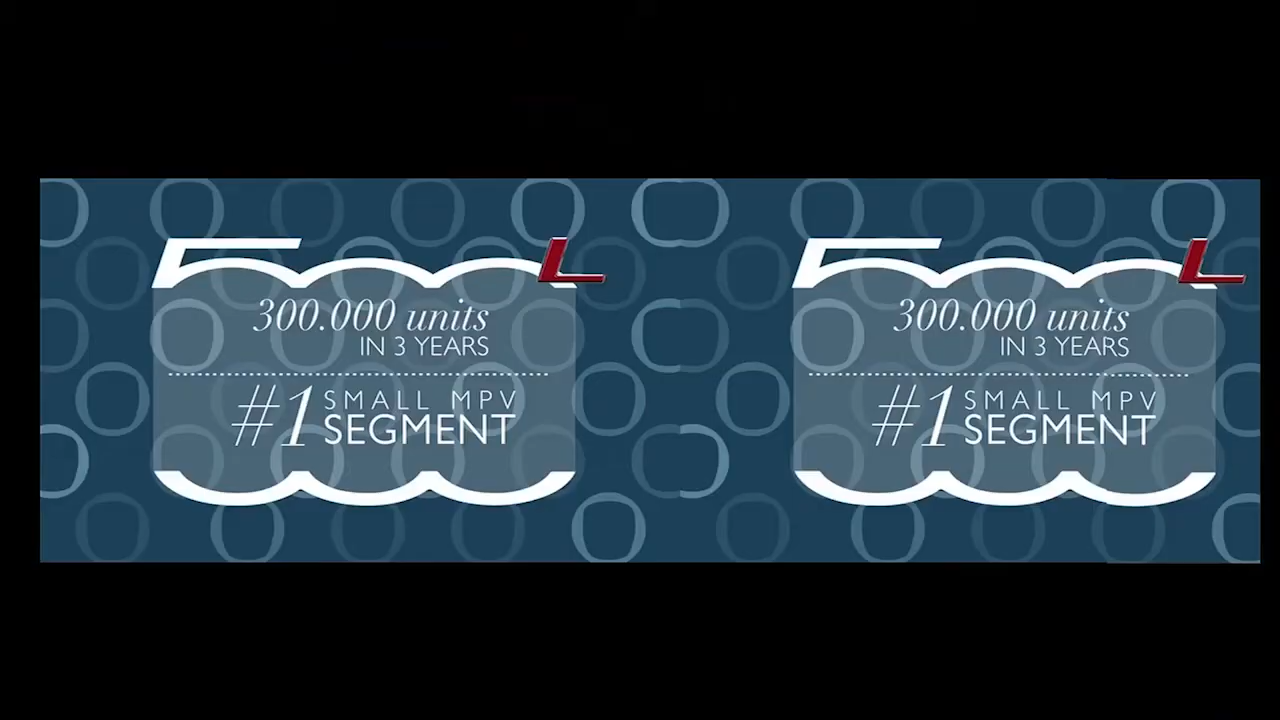 500L
300.000 units
IN 3 YEARS
#1 SMALL MPV
SEGMENT
500L
300.000 units
IN 3 YEARS
#1 SMALL MPV
SEGMENT